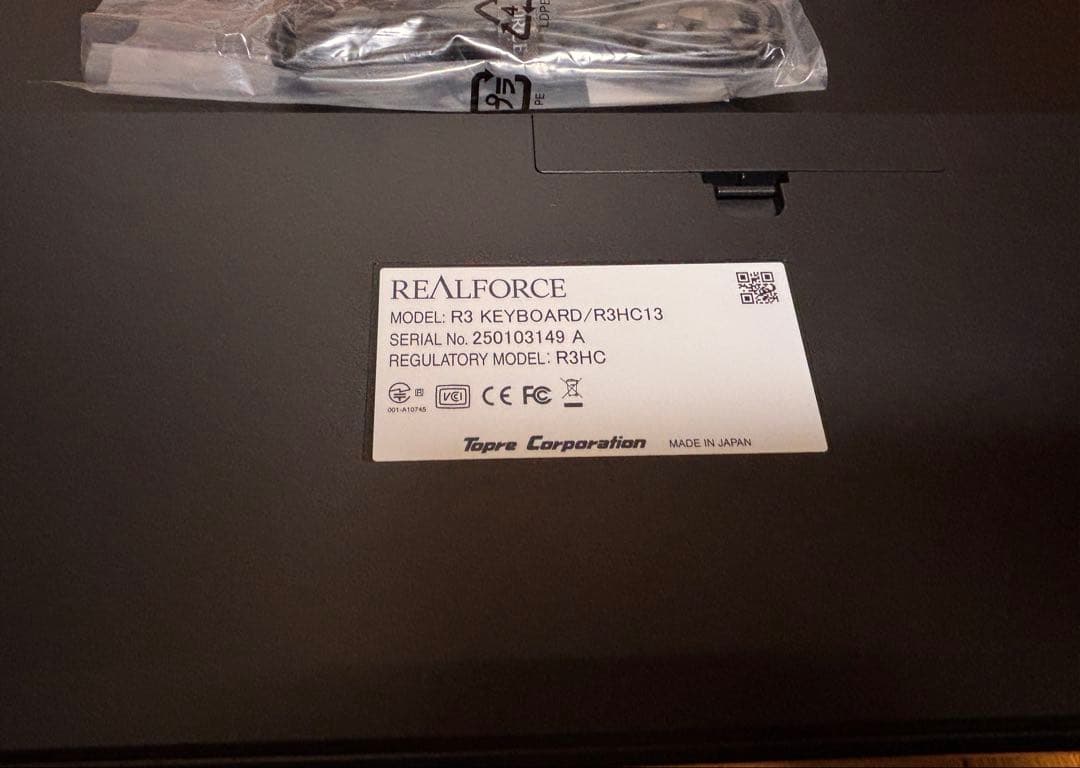 PE
REALFORCE
MODEL: R3 KEYBOARD/R3HC13
SERIAL No. 250103149 A
REGULATORY MODEL: R3HC
R
001-A10745
VCI
CE FC
Topre Corporation MADE IN JAPAN